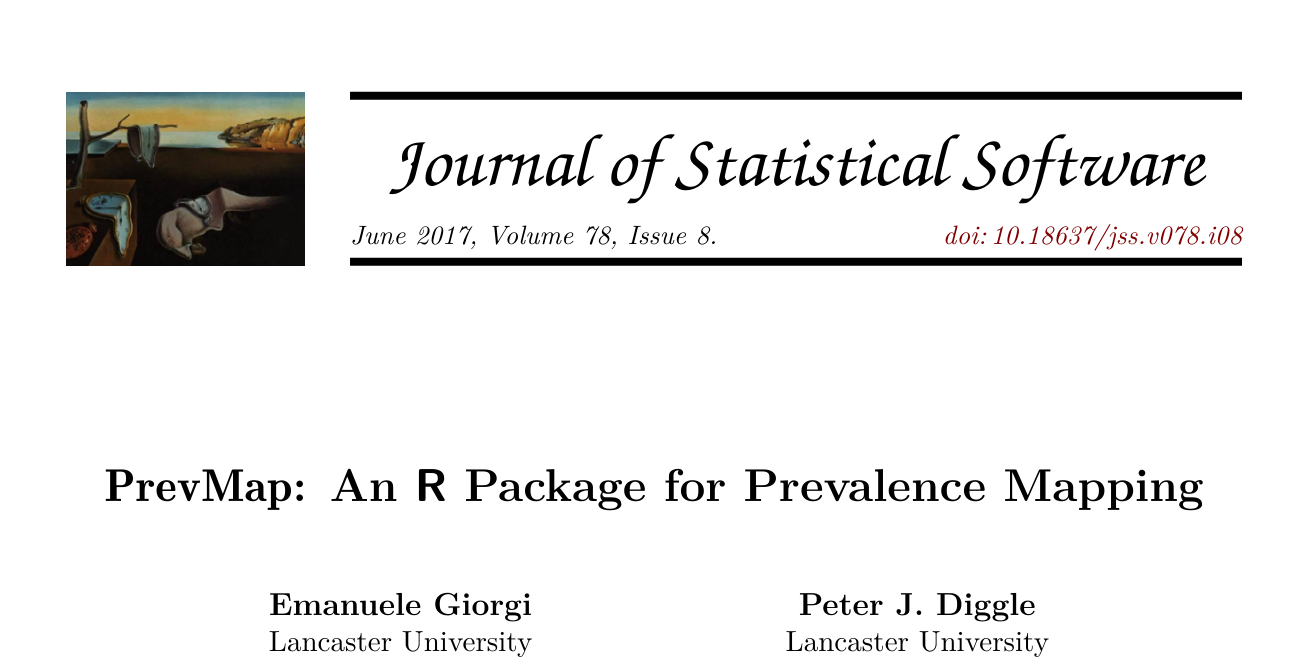 Journal of Statistical Software
June 2017, Volume 78, Issue 8. doi: 10.18637/jss.v078.i08
PrevMap: An R Package for Prevalence Mapping
Emanuele Giorgi Peter J. Diggle
Lancaster University Lancaster University